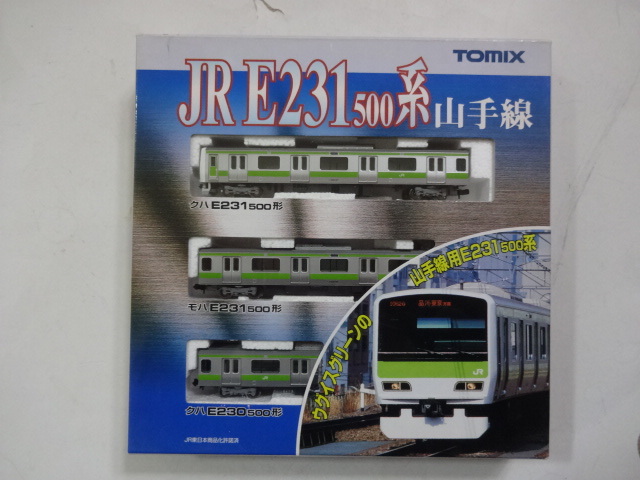 TOMIX
JR E231 500系 山手線
クハE231 500形
モハE231 500形
クハE230 500形
ウグイスグリーンの
山手線用E231 500系
JR
JR東日本商品化許諾済